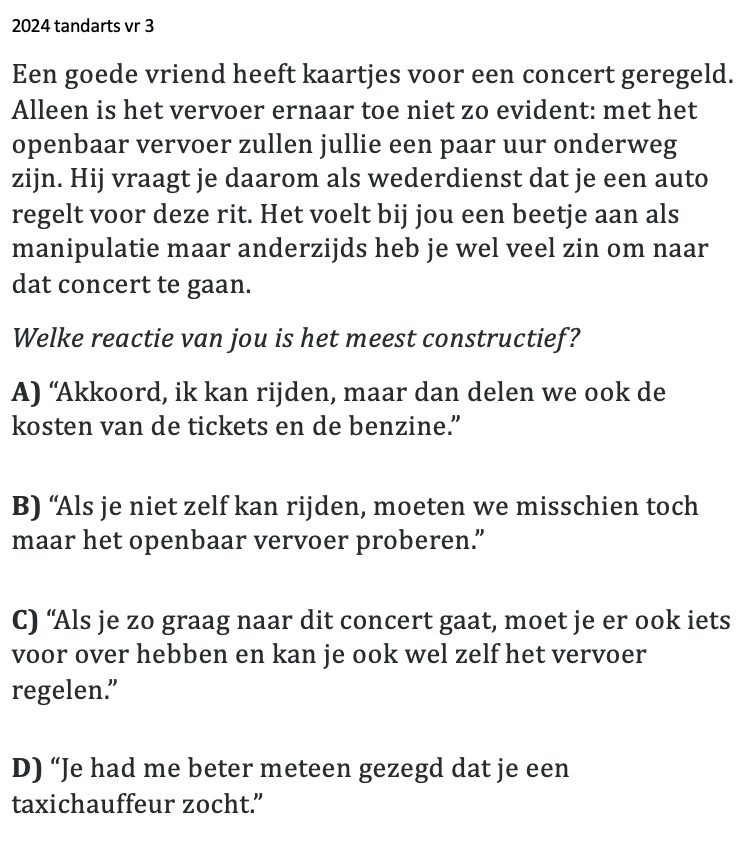 2024 tandarts vr 3
Een goede vriend heeft kaartjes voor een concert geregeld.
Alleen is het vervoer ernaar toe niet zo evident: met het
openbaar vervoer zullen jullie een paar uur onderweg
zijn. Hij vraagt je daarom als wederdienst dat je een auto
regelt voor deze rit. Het voelt bij jou een beetje aan als
manipulatie maar anderzijds heb je wel veel zin om naar
dat concert te gaan.
Welke reactie van jou is het meest constructief?
A) “Akkoord, ik kan rijden, maar dan delen we ook de
kosten van de tickets en de benzine.”
B) “Als je niet zelf kan rijden, moeten we misschien toch
maar het openbaar vervoer proberen.”
C) “Als je zo graag naar dit concert gaat, moet je er ook iets
voor over hebben en kan je ook wel zelf het vervoer
regelen.”
D) “Je had me beter meteen gezegd dat je een
taxichauffeur zocht.”